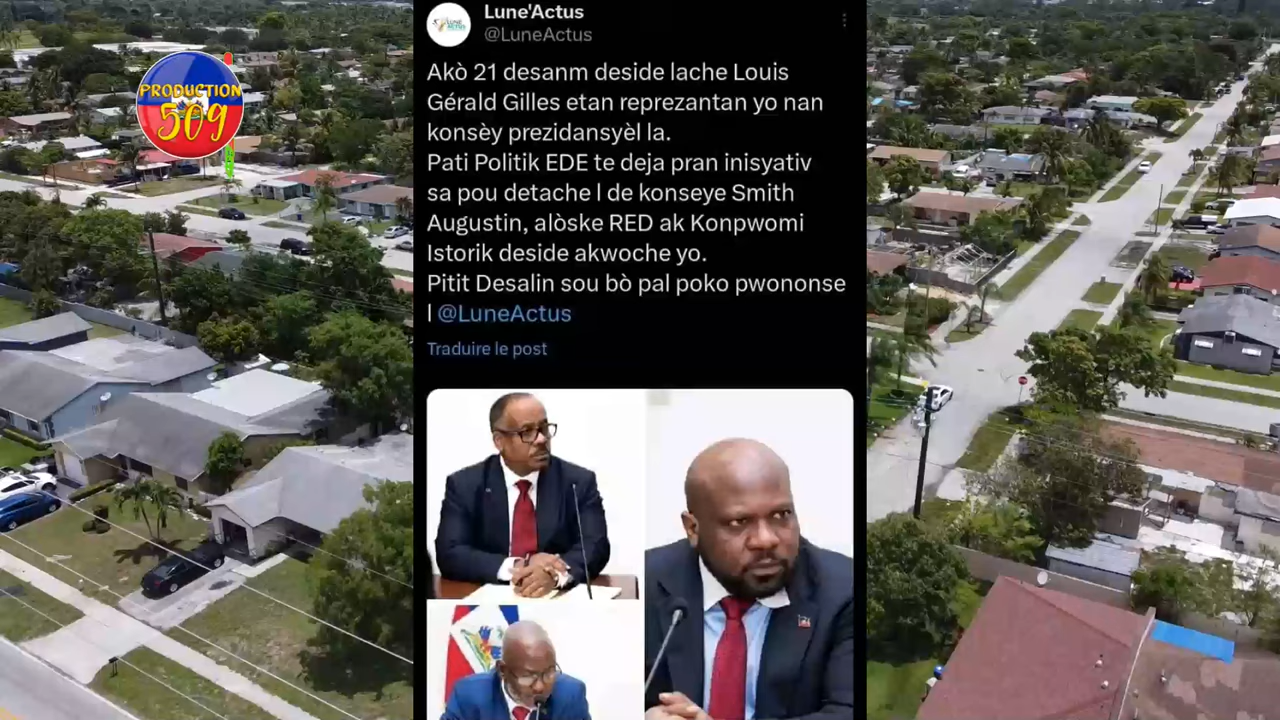 PRODUCTION
509
Lune'Actus
@LuneActus
Akò 21 desanm deside lache Louis
Gérald Gilles etan reprezantan yo nan
konsèy prezidansyèl la.
Pati Politik EDE te deja pran inisyativ
sa pou detache l de konseye Smith
Augustin, alòske RED ak Konpwomi
Istorik deside akwoche yo.
Pitit Desalin sou bò pal poko pwononse
l @LuneActus
Traduire le post